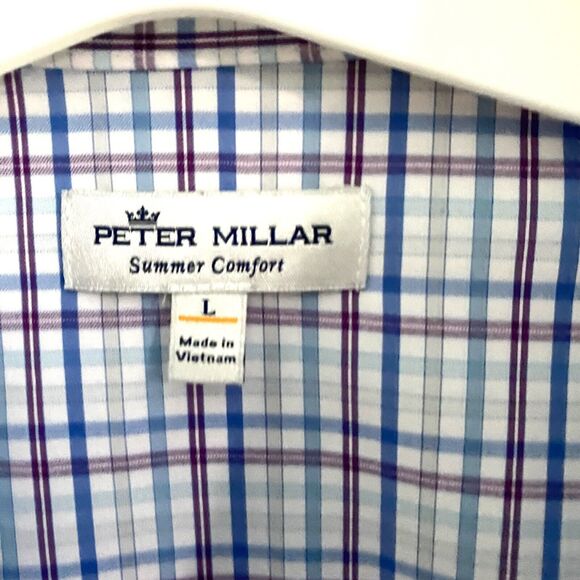 PETER MILLAR
Summer Comfort
L
Made in
Vietnam